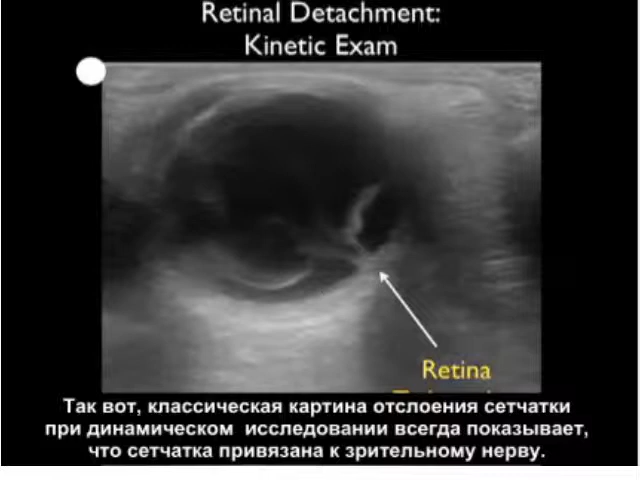 Retinal Detachment:
Kinetic Exam
Retina
Так вот, классическая картина отслоения сетчатки
при динамическом исследовании всегда показывает,
что сетчатка привязана к зрительному нерву.